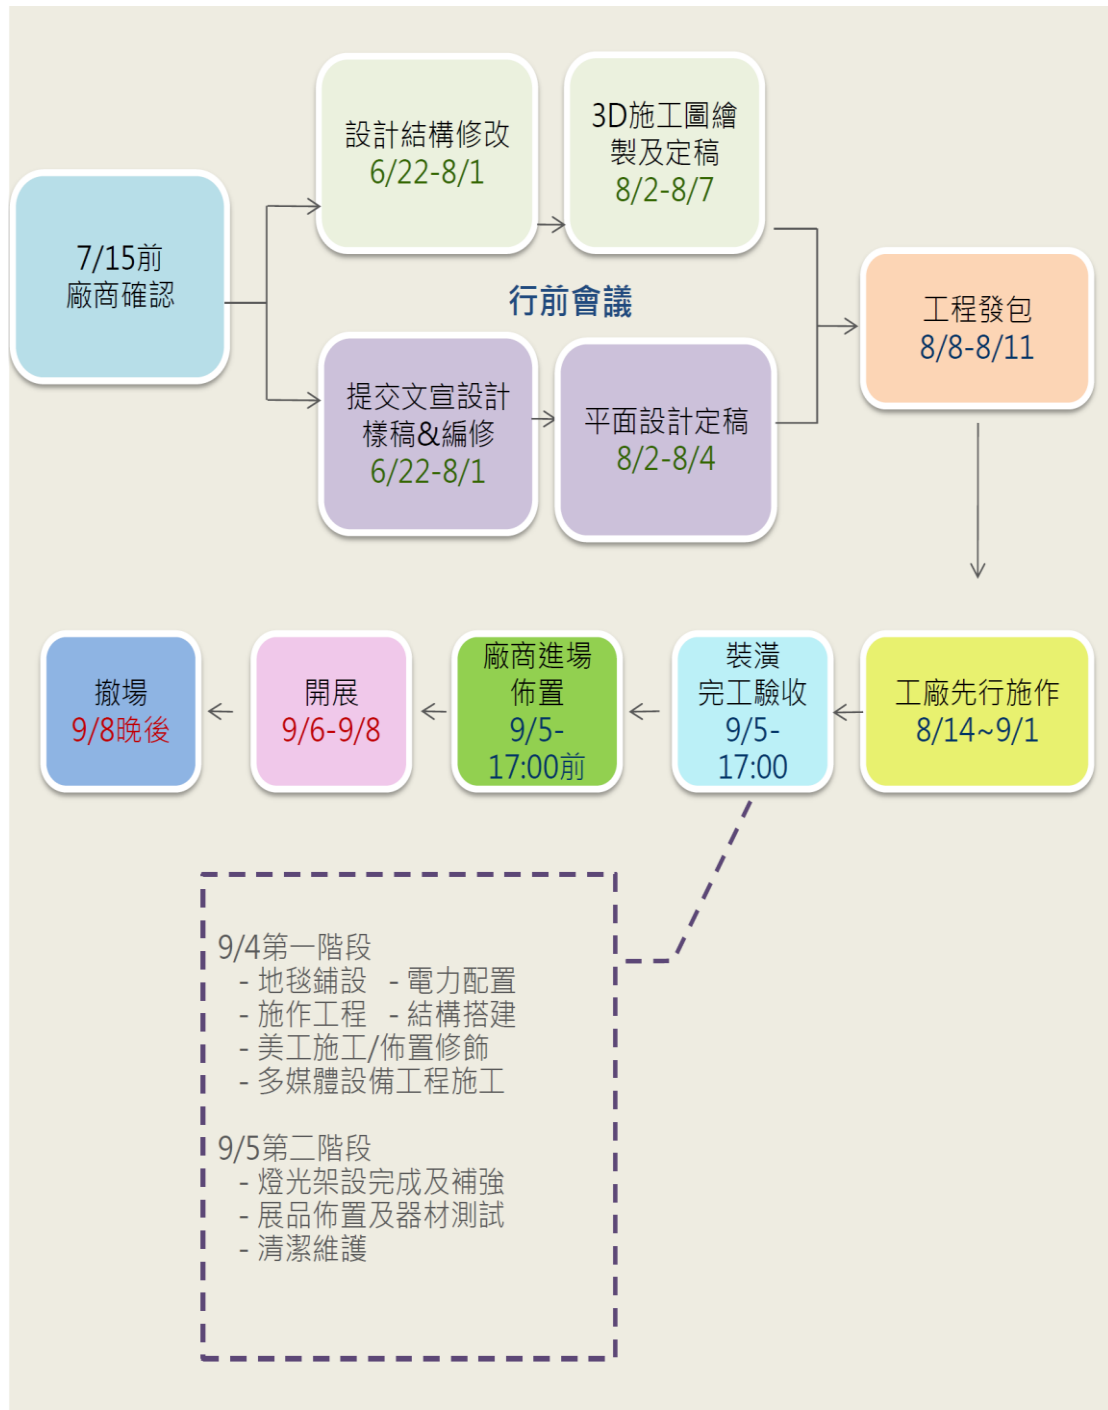 7/15前
廠商確認
設計結構修改
6/22-8/1
3D施工圖繪
製及定稿
8/2-8/7
行前會議
提交文宣設計
樣稿&編修
6/22-8/1
平面設計定稿
8/2-8/4
工程發包
8/8-8/11
工廠先行施作
8/14~9/1
裝潢
完工驗收
9/5-
17:00
廠商進場
佈置
9/5-
17:00前
開展
9/6-9/8
撤場
9/8晚後
9/4第一階段
- 地毯鋪設 - 電力配置
- 施作工程 - 結構搭建
- 美工施工/佈置修飾
- 多媒體設備工程施工
9/5第二階段
- 燈光架設完成及補強
- 展品佈置及器材測試
- 清潔維護